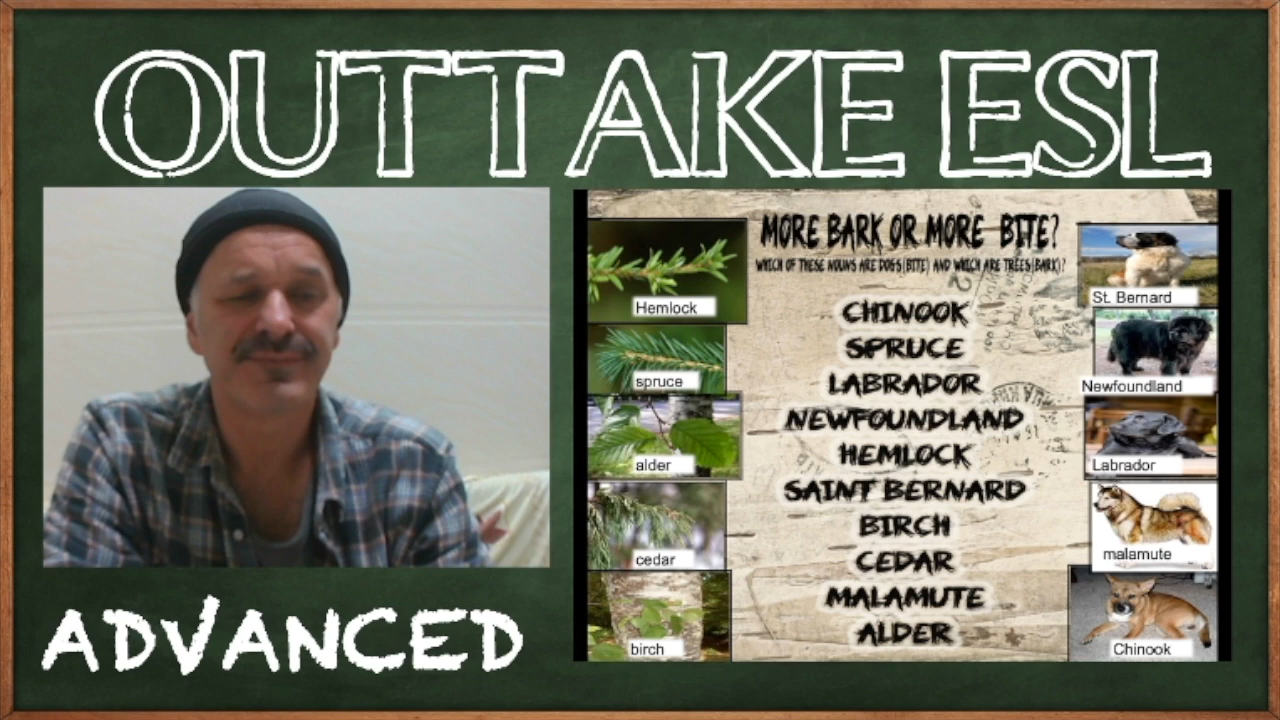 OUTTAKE ESL
MORE BARK OR MORE BITE?
WHICH OF THESE NOUNS ARE DOGS(BITE) AND WHICH ARE TREES(BARK)?
Hemlock
spruce
alder
cedar
birch
CHINOOK
SPRUCE
LABRADOR
NEWFOUNDLAND
HEMLOCK
SAINT BERNARD
BIRCH
CEDAR
MALAMUTE
ALDER
St. Bernard
Newfoundland
Labrador
malamute
Chinook
ADVANCED